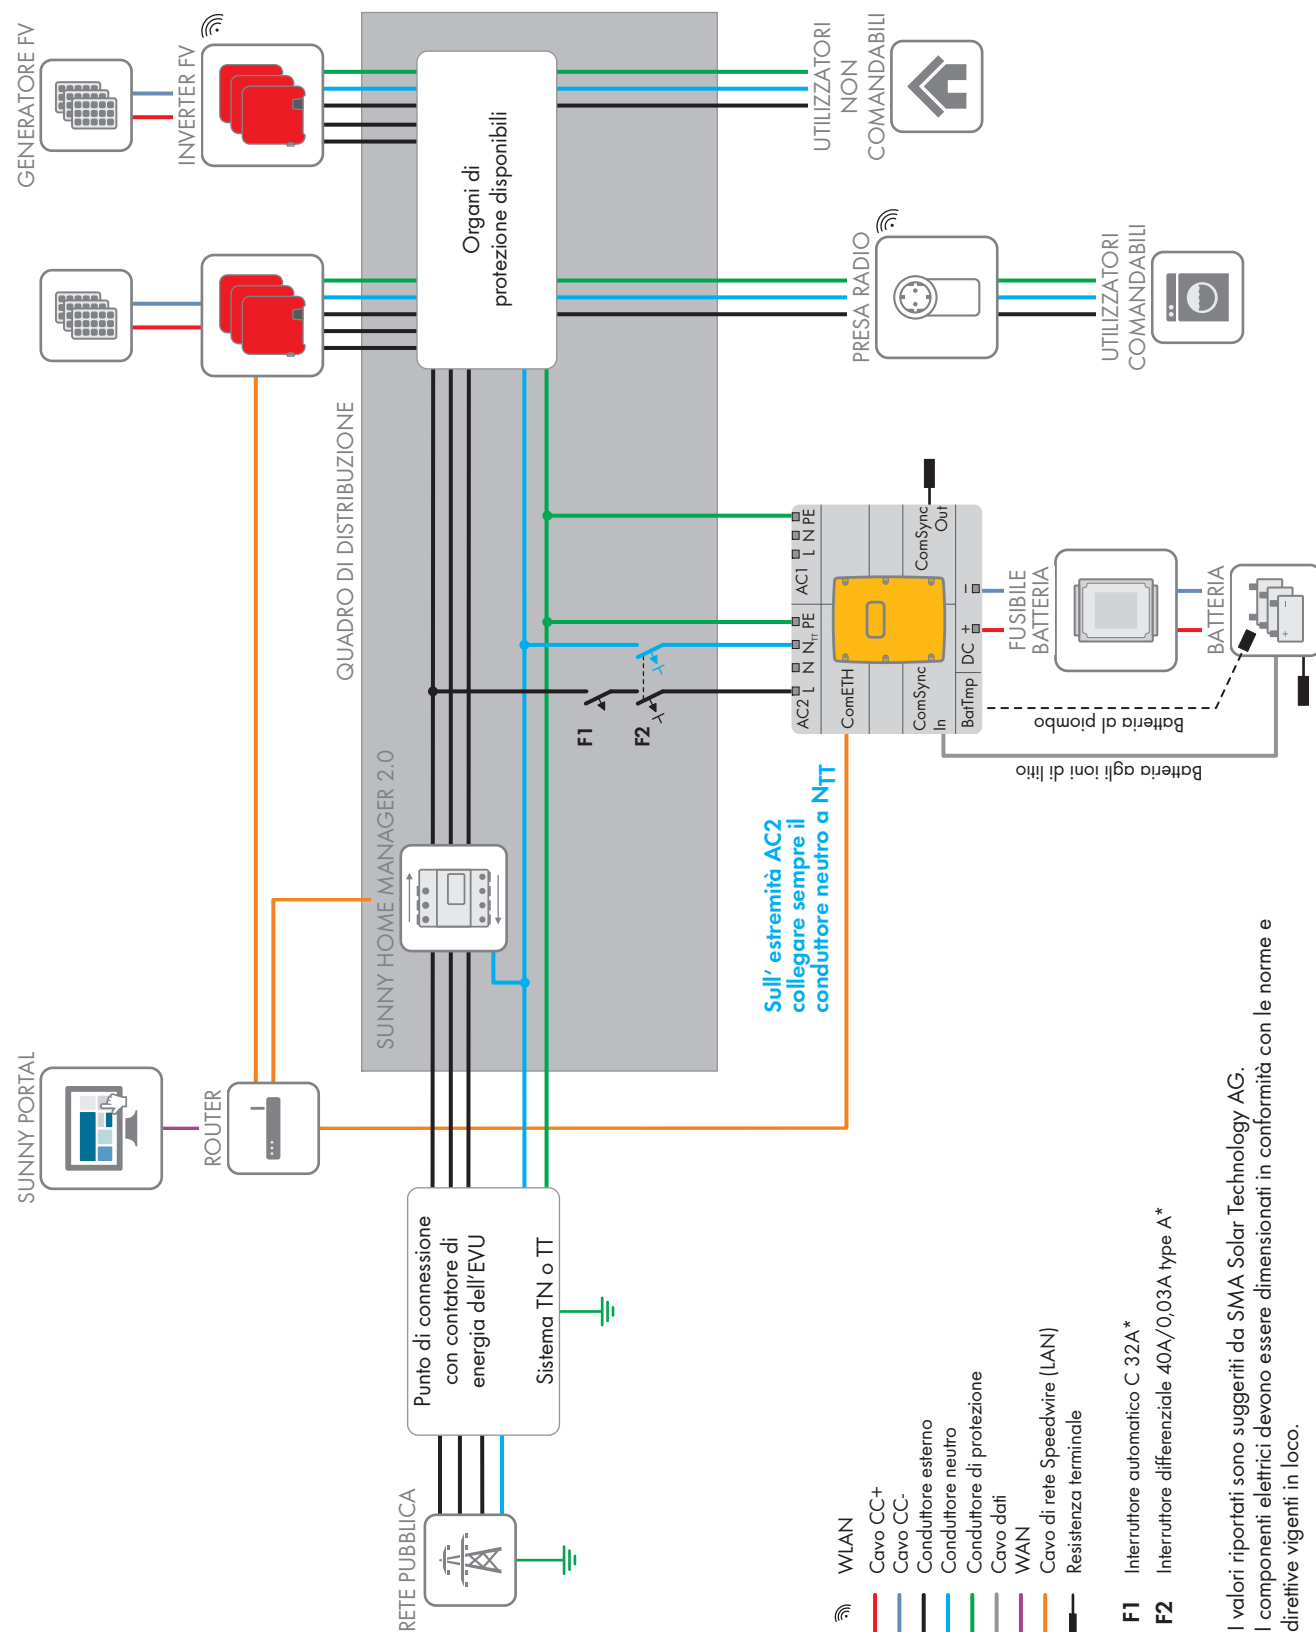 GENERATORE FV
INVERTER FV
SUNNY PORTAL
ROUTER
QUADRO DI DISTRIBUZIONE
SUNNY HOME MANAGER 2.0
RETE PUBBLICA
Punto di connessione
con contatore di
energia dell'EVU
Sistema TN o TT
Organi di
protezione disponibili
F1
F2
UTILIZZATORI
NON
COMANDABILI
PRESA RADIO
UTILIZZATORI
COMANDABILI
Sull' estremità AC2
collegare sempre il
conduttore neutro a NTT
AC2 L N NTT PE
AC1 L N PE
ComETH
ComSync
In
ComSync
Out
BatTmp
DC + −
FUSIBILE
BATTERIA
BATTERIA
+ −
Batteria al piombo
Batteria agli ioni di litio
WLAN
Cavo CC+
Cavo CC-
Conduttore esterno
Conduttore neutro
Conduttore di protezione
Cavo dati
WAN
Cavo di rete Speedwire (LAN)
Resistenza terminale
F1 Interruttore automatico C 32A*
F2 Interruttore differenziale 40A/0,03A type A*
I valori riportati sono suggeriti da SMA Solar Technology AG.
I componenti elettrici devono essere dimensionati in conformità con le norme e
direttive vigenti in loco.